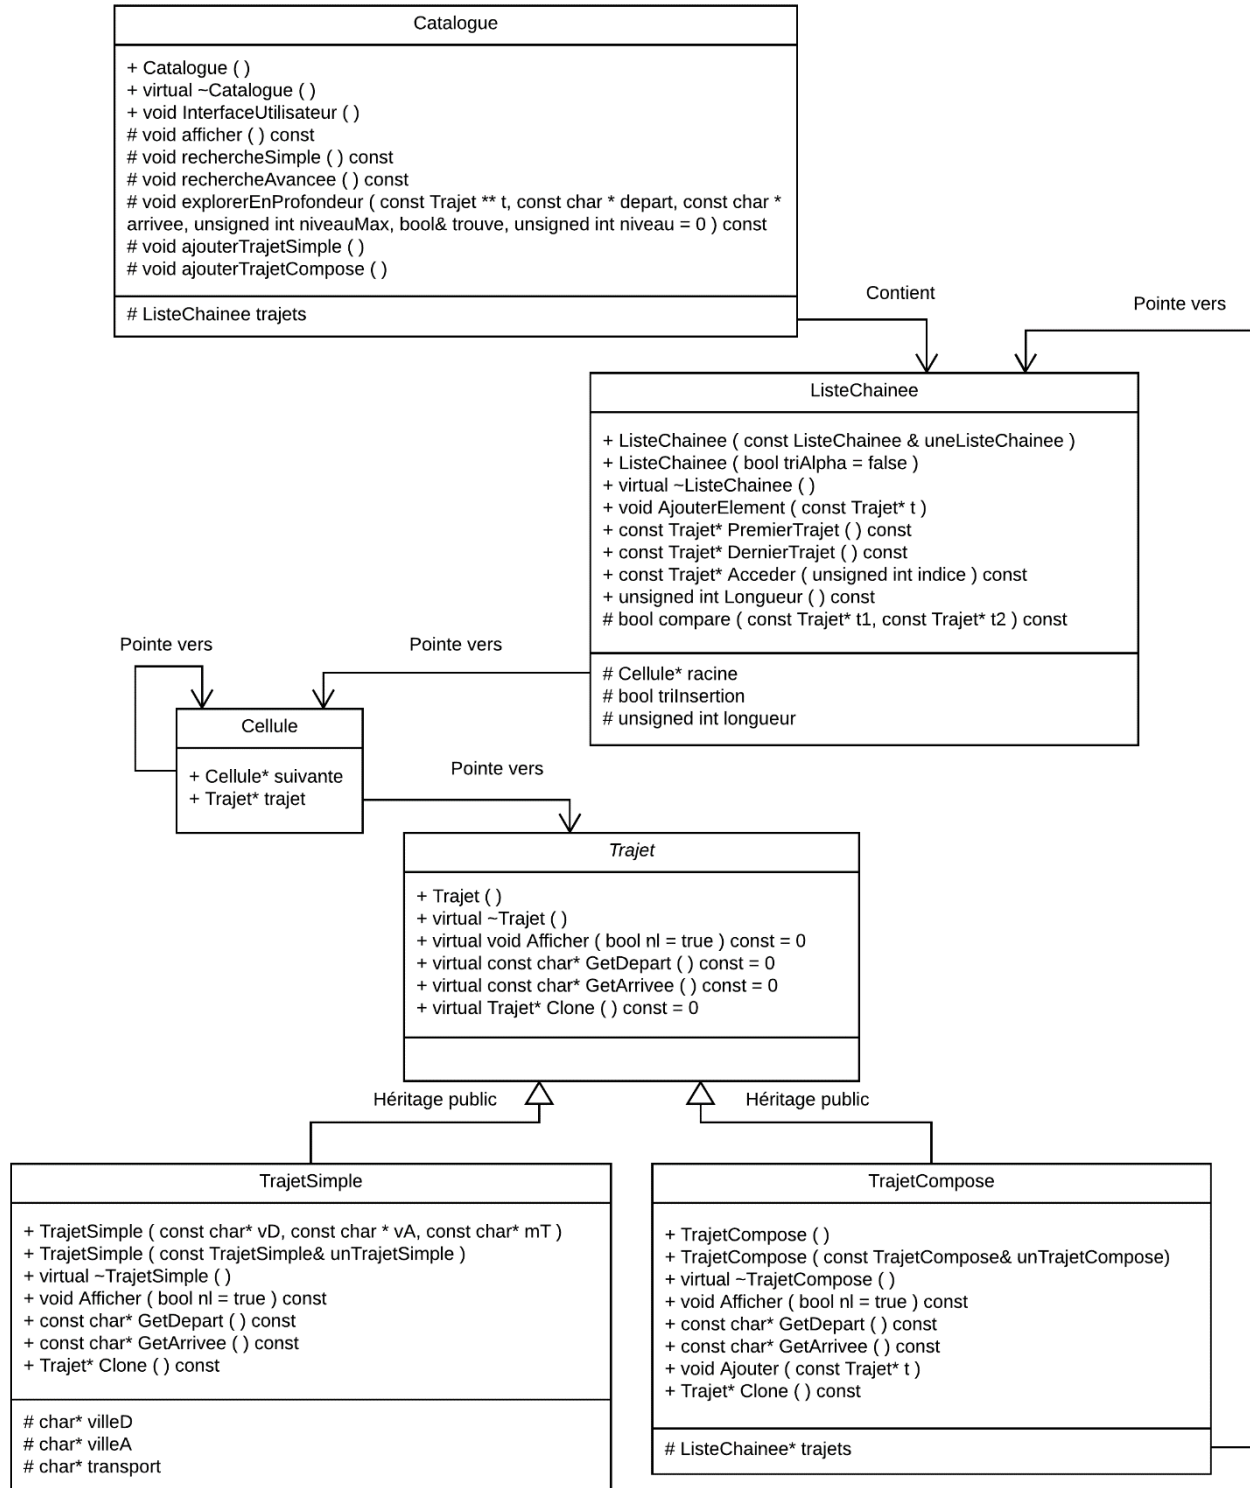 Catalogue
+ Catalogue ( )
+ virtual ~Catalogue ( )
+ void InterfaceUtilisateur ( )
# void afficher ( ) const
# void rechercheSimple ( ) const
# void rechercheAvancee ( ) const
# void explorerEnProfondeur ( const Trajet ** t, const char * depart, const char *
arrivee, unsigned int niveauMax, bool& trouve, unsigned int niveau = 0 ) const
# void ajouterTrajetSimple ( )
# void ajouterTrajetCompose ( )
# ListeChainee trajets
Contient
Pointe vers
ListeChainee
+ ListeChainee ( const ListeChainee & uneListeChainee )
+ ListeChainee ( bool triAlpha = false )
+ virtual ~ListeChainee ( )
+ void AjouterElement ( const Trajet* t )
+ const Trajet* PremierTrajet ( ) const
+ const Trajet* DernierTrajet ( ) const
+ const Trajet* Acceder ( unsigned int indice ) const
+ unsigned int Longueur ( ) const
# bool compare ( const Trajet* t1, const Trajet* t2 ) const
# Cellule* racine
# bool triInsertion
# unsigned int longueur
Pointe vers
Pointe vers
Cellule
+ Cellule* suivante
+ Trajet* trajet
Pointe vers
Trajet
+ Trajet ( )
+ virtual ~Trajet ( )
+ virtual void Afficher ( bool nl = true ) const = 0
+ virtual const char* GetDepart ( ) const = 0
+ virtual const char* GetArrivee ( ) const = 0
+ virtual Trajet* Clone ( ) const = 0
Héritage public
Héritage public
TrajetSimple
+ TrajetSimple ( const char* vD, const char * vA, const char* mT )
+ TrajetSimple ( const TrajetSimple& unTrajetSimple )
+ virtual ~TrajetSimple ( )
+ void Afficher ( bool nl = true ) const
+ const char* GetDepart ( ) const
+ const char* GetArrivee ( ) const
+ Trajet* Clone ( ) const
# char* villeD
# char* villeA
# char* transport
TrajetCompose
+ TrajetCompose ( )
+ TrajetCompose ( const TrajetCompose& unTrajetCompose)
+ virtual ~TrajetCompose ( )
+ void Afficher ( bool nl = true ) const
+ const char* GetDepart ( ) const
+ const char* GetArrivee ( ) const
+ void Ajouter ( const Trajet* t )
+ Trajet* Clone ( ) const
# ListeChainee* trajets